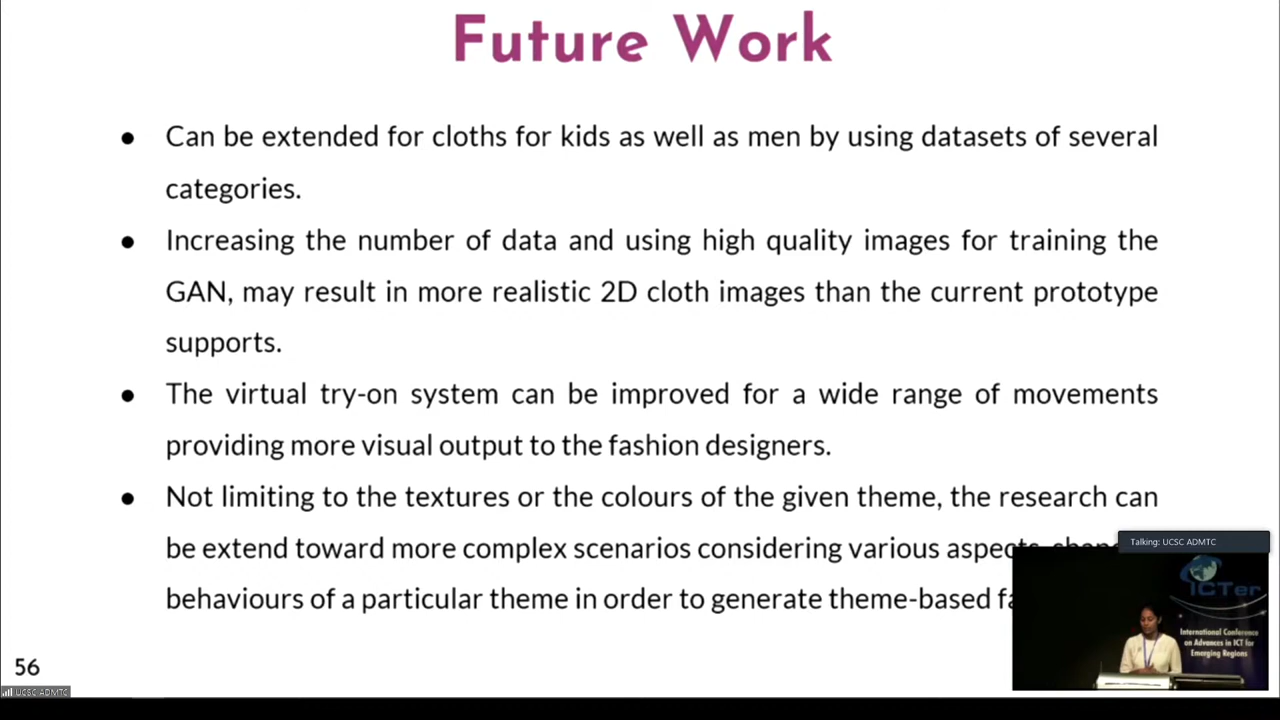 Future Work
● Can be extended for cloths for kids as well as men by using datasets of several
categories.
● Increasing the number of data and using high quality images for training the
GAN, may result in more realistic 2D cloth images than the current prototype
supports.
● The virtual try-on system can be improved for a wide range of movements
providing more visual output to the fashion designers.
● Not limiting to the textures or the colours of the given theme, the research can
be extend toward more complex scenarios considering various
behaviours of a particular theme in order to generate theme-based
Talking: UCSC ADMTC
ICTer
International Conference
on Advances in ICT for
Emerging Regions
56
UCSC ADMTC